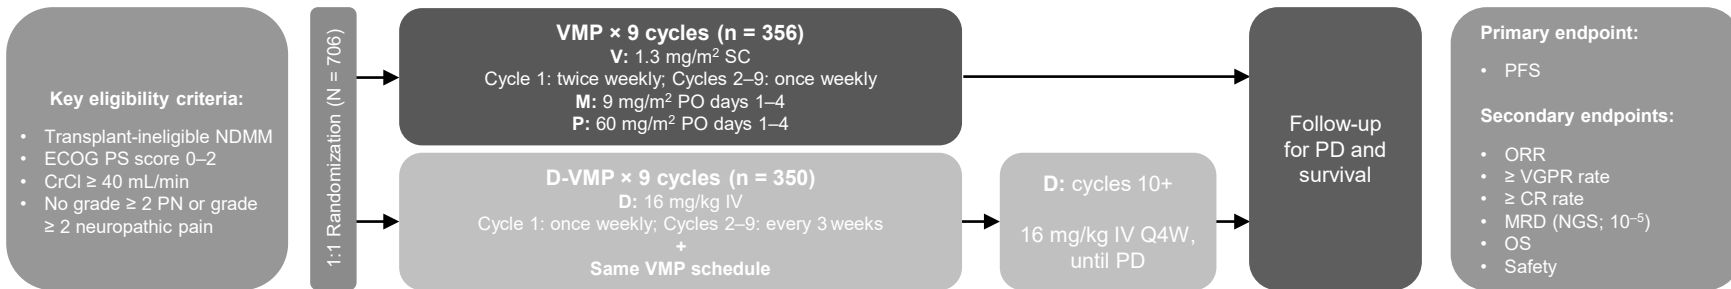 Key eligibility criteria:
• Transplant-ineligible NDMM
• ECOG PS score 0–2
• CrCl ≥ 40 mL/min
• No grade ≥ 2 PN or grade
≥ 2 neuropathic pain
1:1 Randomization (N = 706)
VMP × 9 cycles (n = 356)
V: 1.3 mg/m² SC
Cycle 1: twice weekly; Cycles 2–9: once weekly
M: 9 mg/m² PO days 1–4
P: 60 mg/m² PO days 1–4
D-VMP × 9 cycles (n = 350)
D: 16 mg/kg IV
Cycle 1: once weekly; Cycles 2–9: every 3 weeks
+
Same VMP schedule
D: cycles 10+
16 mg/kg IV Q4W,
until PD
Follow-up
for PD and
survival
Primary endpoint:
• PFS
Secondary endpoints:
• ORR
• ≥ VGPR rate
• ≥ CR rate
• MRD (NGS; 10⁻⁵)
• OS
• Safety